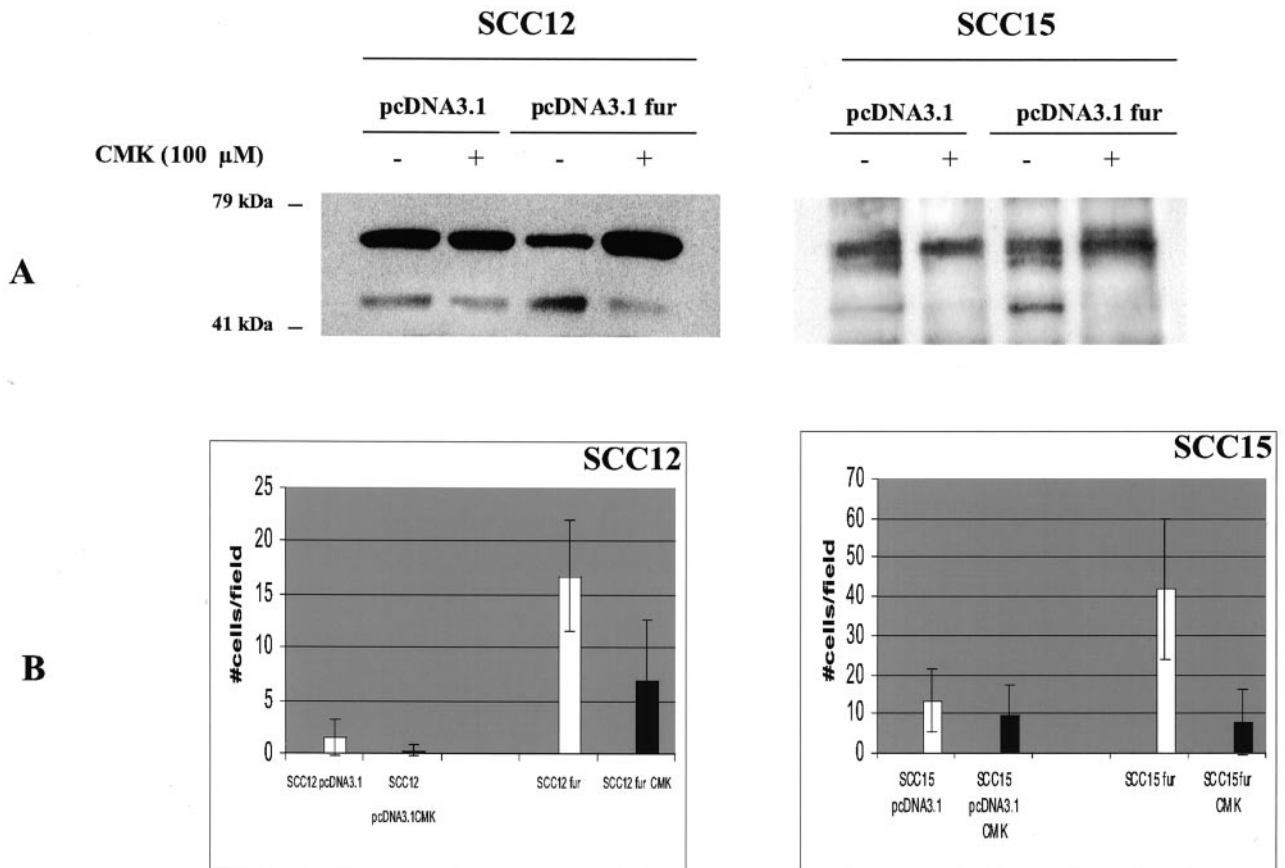 SCC12 SCC15
pcDNA3.1 pcDNA3.1 fur pcDNA3.1 pcDNA3.1 fur
CMK (100 µM) - + - + - + - +
79 kDa –
A
41 kDa –
SCC12
25
20
15
10
5
0
#cells/field
SCC12 pcDNA3.1 SCC12 SCC12 fur SCC12 fur CMK
pcDNA3.1CMK
SCC15
70
60
50
40
30
20
10
0
#cells/field
SCC15 SCC15 SCC15 fur SCC15 fur
pcDNA3.1 pcDNA3.1 CMK
CMK
B